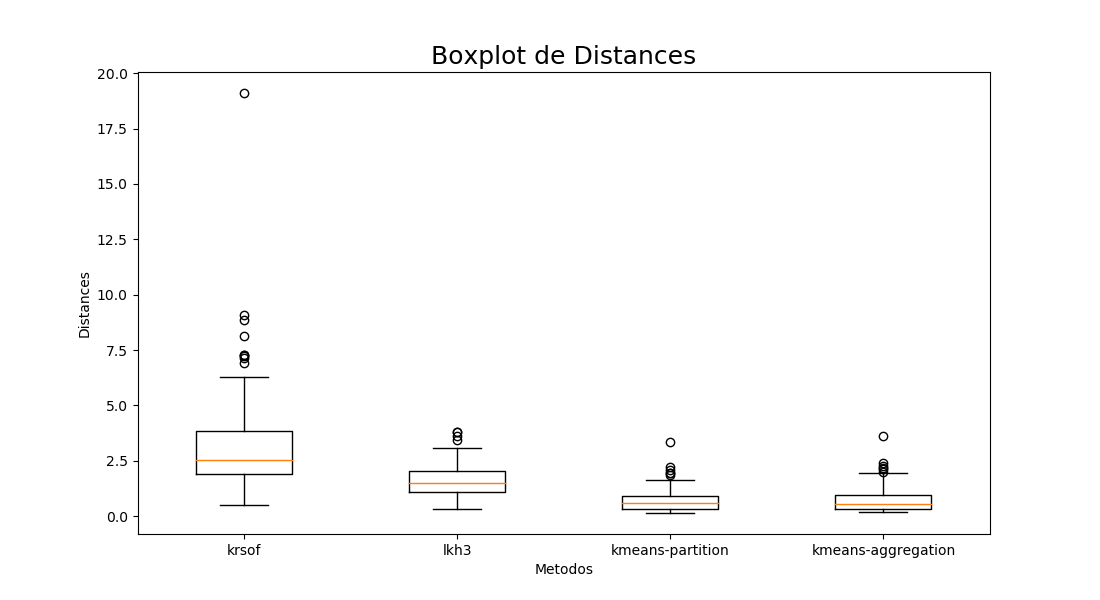 Boxplot de Distances
20.0
17.5
15.0
12.5
10.0
7.5
5.0
2.5
0.0
Distances
krsof lkh3 kmeans-partition kmeans-aggregation
Metodos